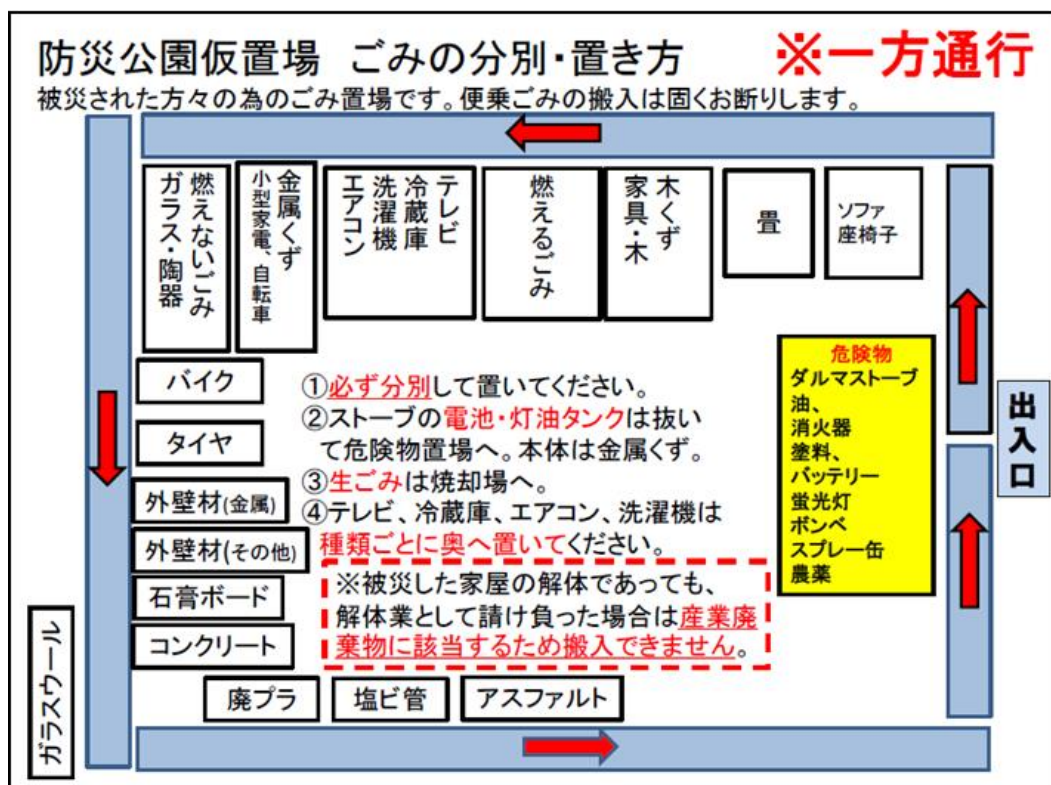 防災公園仮置場　ごみの分別・置き方
※一方通行
被災された方々の為のごみ置場です。便乗ごみの搬入は固くお断りします。
燃えないごみ
ガラス・陶器
金属くず
小型家電、自転車
テレビ
冷蔵庫
洗濯機
エアコン
燃えるごみ
木くず
家具・木
畳
ソファ
座椅子
バイク
タイヤ
外壁材(金属)
外壁材(その他)
石膏ボード
コンクリート
ガラスウール
廃プラ
塩ビ管
アスファルト
①必ず分別して置いてください。
②ストーブの電池・灯油タンクは抜い
て危険物置場へ。本体は金属くず。
③生ごみは焼却場へ。
④テレビ、冷蔵庫、エアコン、洗濯機は
種類ごとに奥へ置いてください。
※被災した家屋の解体であっても、
解体業として請け負った場合は産業廃
棄物に該当するため搬入できません。
危険物
ダルマストーブ
油、
消火器
塗料、
バッテリー
蛍光灯
ボンベ
スプレー缶
農薬
出入口